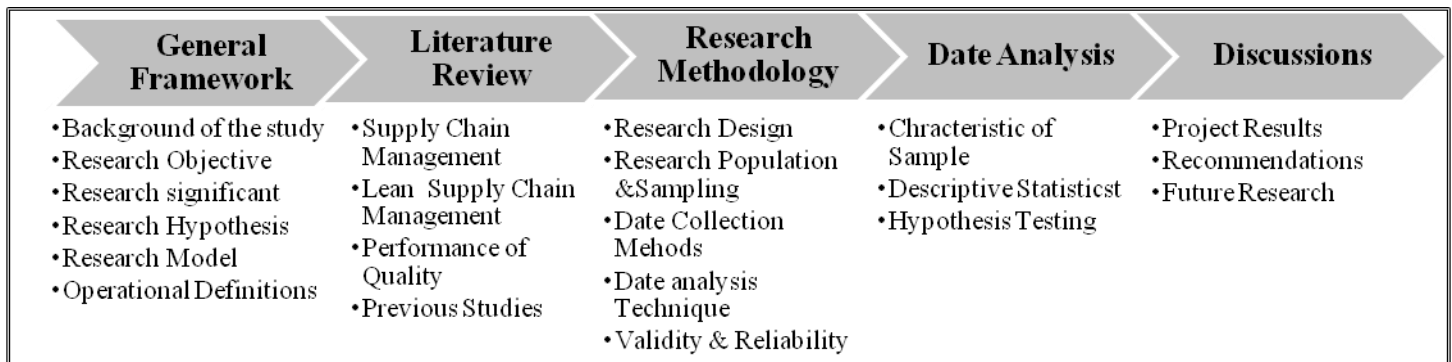 General
Framework
•Background of the study
•Research Objective
•Research significant
•Research Hypothesis
•Research Model
•Operational Definitions
Literature
Review
•Supply Chain
Management
•Lean Supply Chain
Management
•Performance of
Quality
•Previous Studies
Research
Methodology
•Research Design
•Research Population
&Sampling
•Date Collection
Mehods
•Date analysis
Technique
•Validity & Reliability
Date Analysis
•Chracteristic of
Sample
•Descriptive Statisticst
•Hypothesis Testing
Discussions
•Project Results
•Recommendations
•Future Research